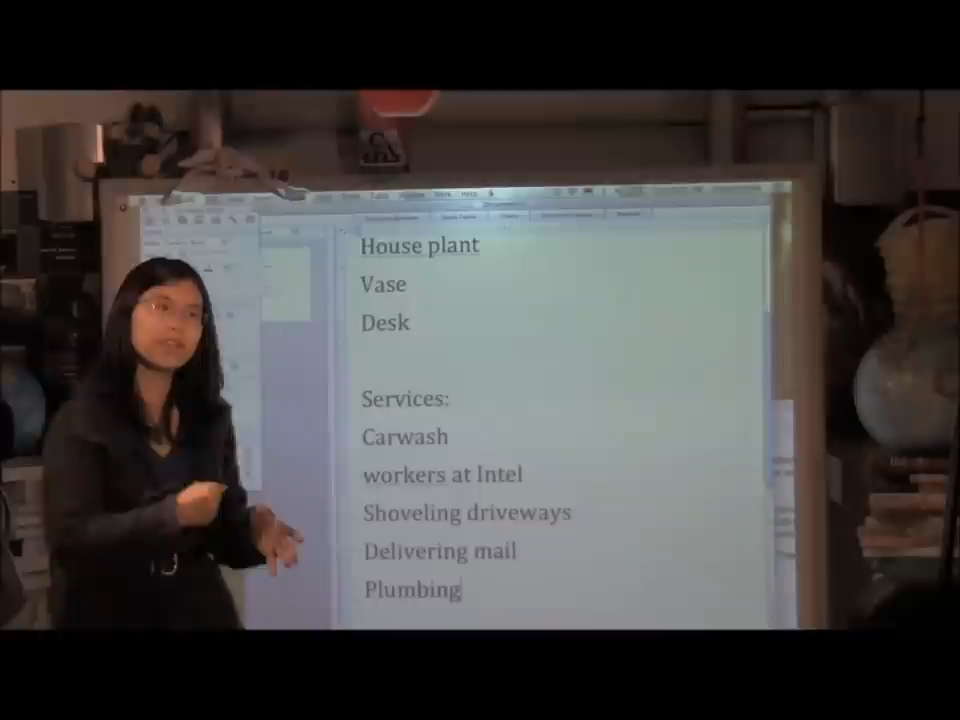 House plant
Vase
Desk
Services:
Carwash
workers at Intel
Shoveling driveways
Delivering mail
Plumbing